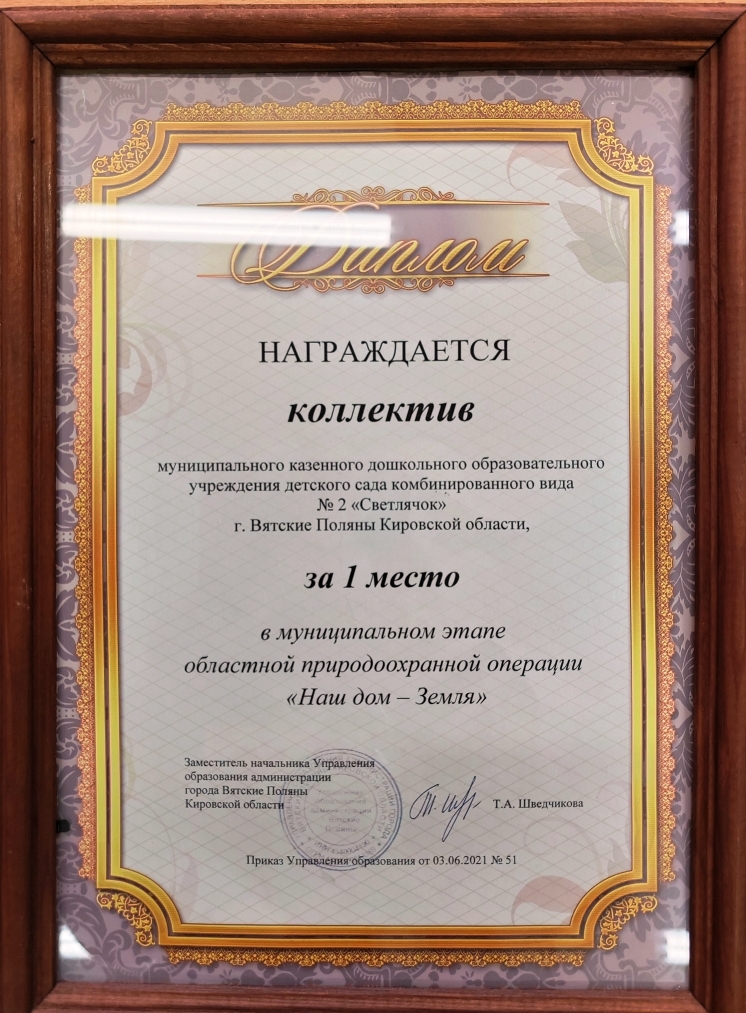 Диплом
НАГРАЖДАЕТСЯ
коллектив
муниципального казенного дошкольного образовательного
учреждения детского сада комбинированного вида
№ 2 «Светлячок»
г. Вятские Поляны Кировской области,
за 1 место
в муниципальном этапе
областной природоохранной операции
«Наш дом – Земля»
Заместитель начальника Управления
образования администрации
города Вятские Поляны
Кировской области
Т.А. Шведчикова
Приказ Управления образования от 03.06.2021 № 51